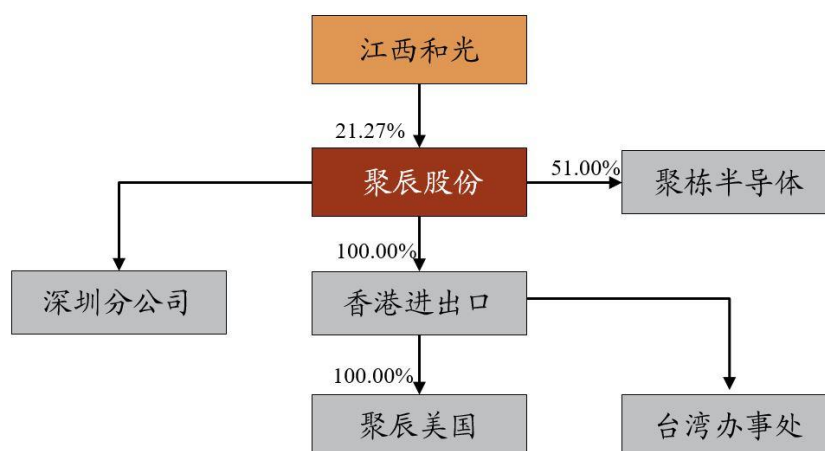 江西和光
21.27%
聚辰股份
51.00%
聚栋半导体
100.00%
深圳分公司
香港进出口
100.00%
聚辰美国
台湾办事处